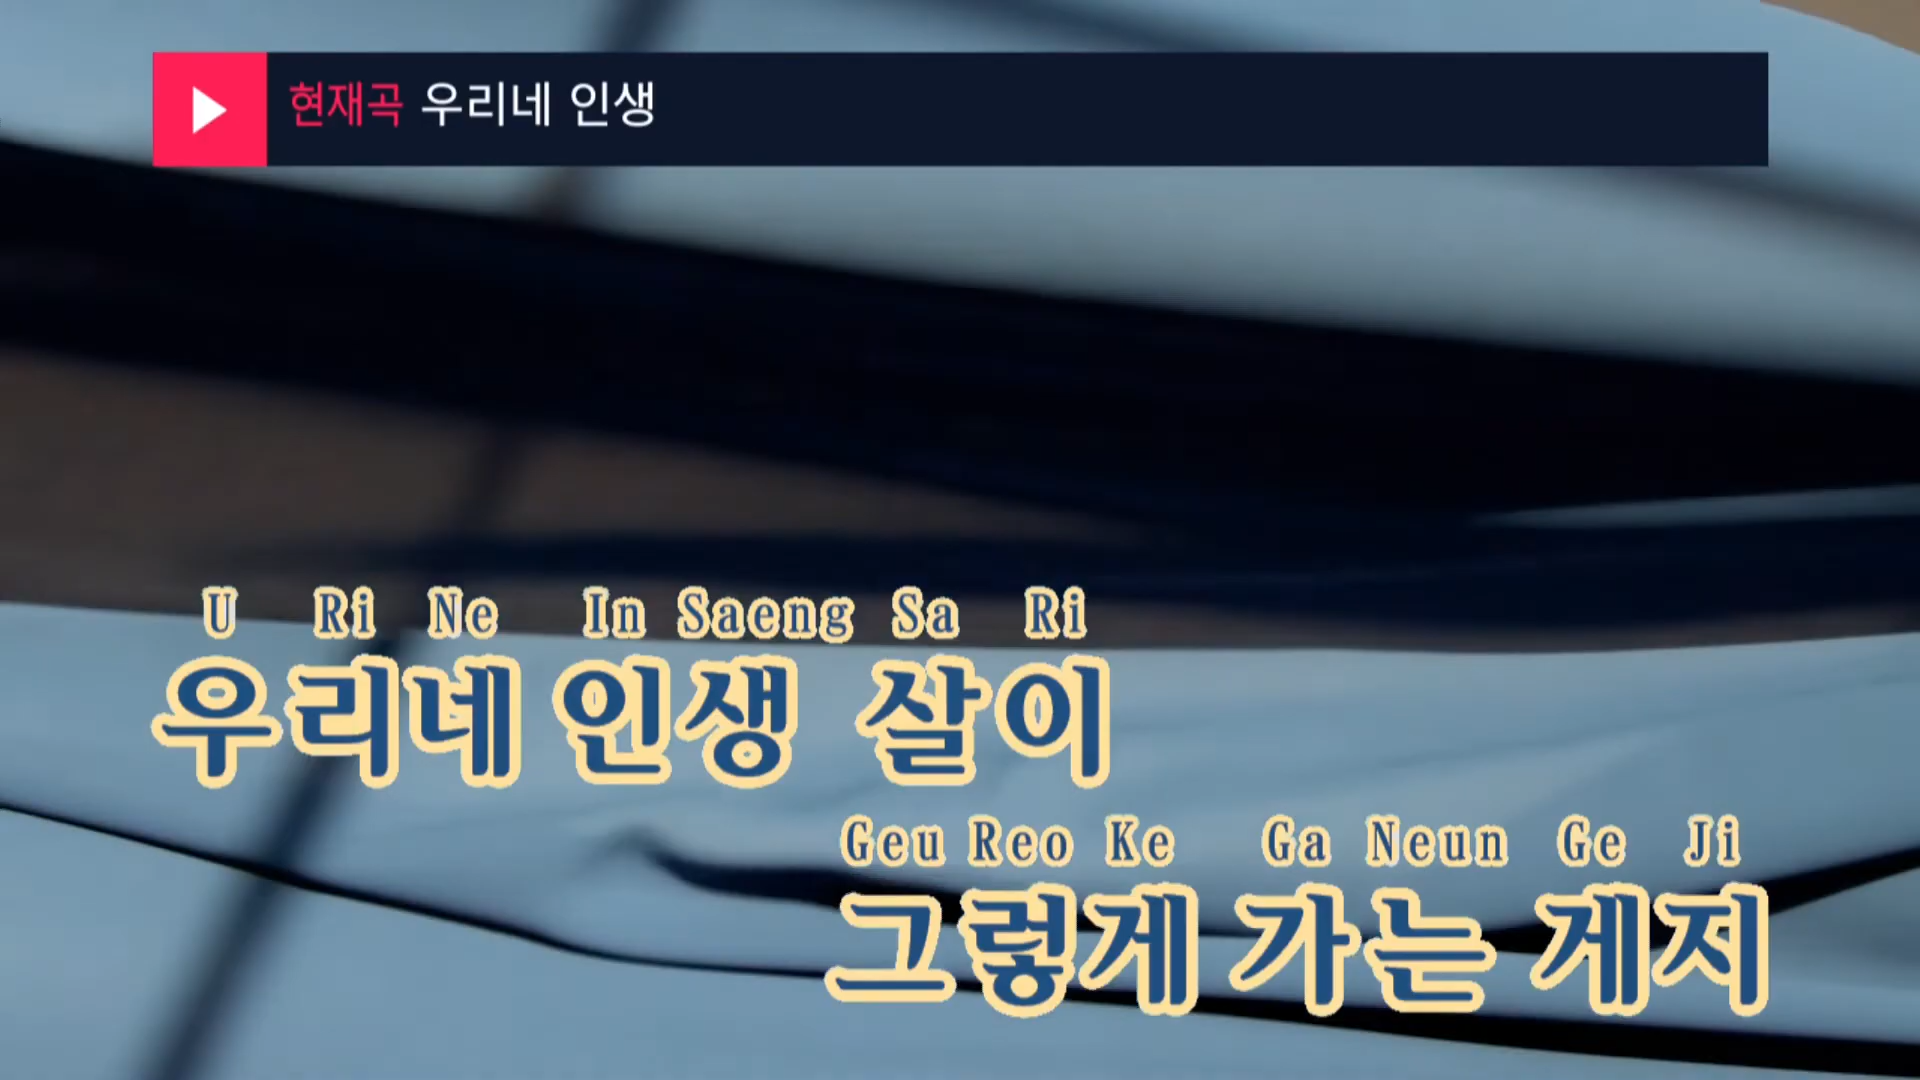 현재곡 우리네 인생
U Ri Ne In Saeng Sa Ri
우리네 인생 살이
Geu Reo Ke Ga Neun Ge Ji
그렇게 가는 게지